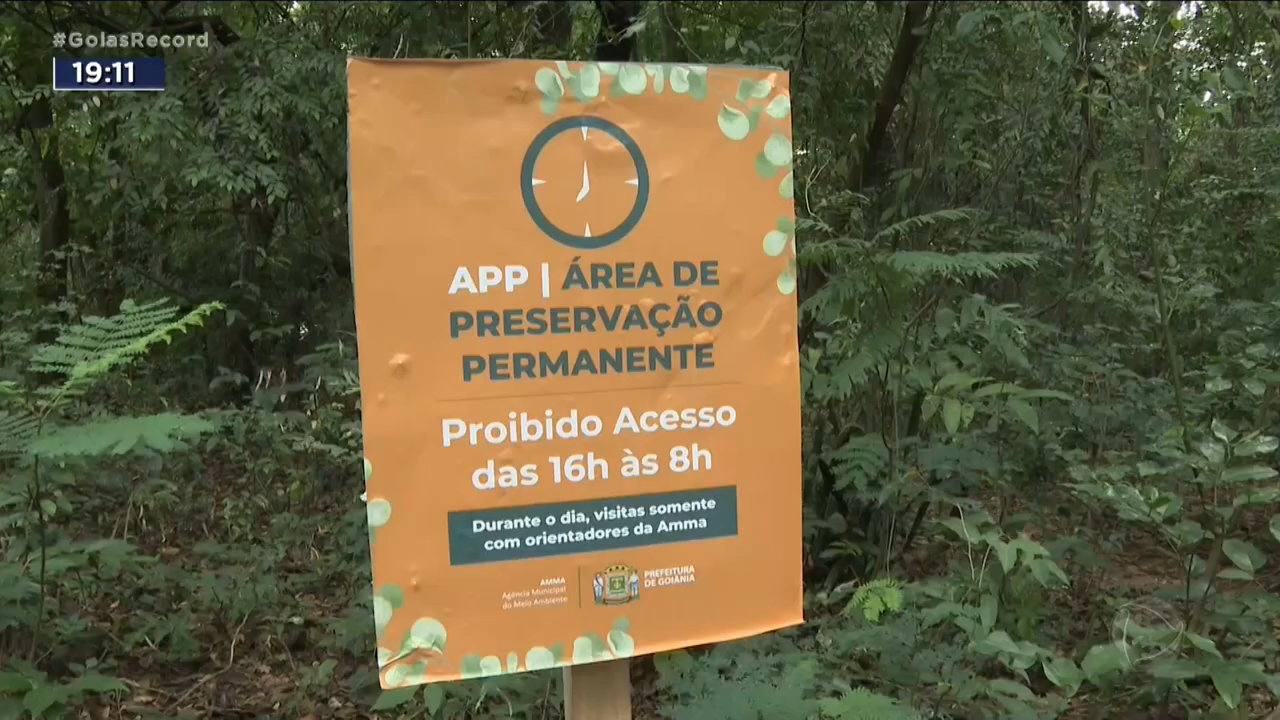 #GoiasRecord
19:11
APP | ÁREA DE
PRESERVAÇÃO
PERMANENTE
Proibido Acesso
das 16h às 8h
Durante o dia, visitas somente
com orientadores da Amma
AMMA
Agência Municipal
do Meio Ambiente
PREFEITURA
DE GOIÂNIA